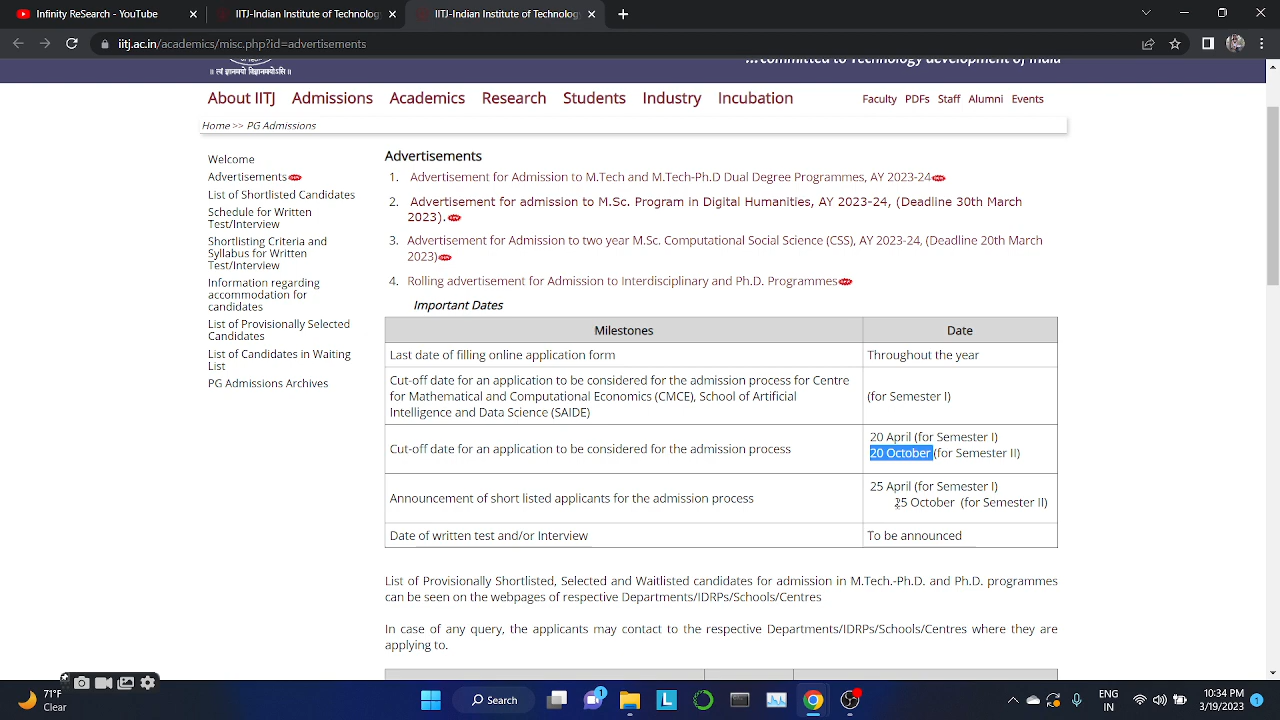 Infinity ReSearch - YouTube
IITJ-Indian Institute of Technology
IITJ-Indian Institute of Technology
iitj.ac.in/academics/misc.php?id=advertisements
॥ त्वं ज्ञानमयो विज्ञानमयोऽसि ॥
...committed to Technology development of India
About IITJ Admissions Academics Research Students Industry Incubation
Faculty PDFs Staff Alumni Events
Home >> PG Admissions
Welcome
Advertisements
List of Shortlisted Candidates
Schedule for Written
Test/Interview
Shortlisting Criteria and
Syllabus for Written
Test/Interview
Information regarding
accommodation for
candidates
List of Provisionally Selected
Candidates
List of Candidates in Waiting
List
PG Admissions Archives
Advertisements
1. Advertisement for Admission to M.Tech and M.Tech-Ph.D Dual Degree Programmes, AY 2023-24
2. Advertisement for admission to M.Sc. Program in Digital Humanities, AY 2023-24, (Deadline 30th March
2023).
3. Advertisement for Admission to two year M.Sc. Computational Social Science (CSS), AY 2023-24, (Deadline 20th March
2023)
4. Rolling advertisement for Admission to Interdisciplinary and Ph.D. Programmes
Important Dates
Milestones Date
Last date of filling online application form Throughout the year
Cut-off date for an application to be considered for the admission process for Centre
for Mathematical and Computational Economics (CMCE), School of Artificial
Intelligence and Data Science (SAIDE)
(for Semester I)
Cut-off date for an application to be considered for the admission process
20 April (for Semester I)
20 October (for Semester II)
Announcement of short listed applicants for the admission process
25 April (for Semester I)
25 October (for Semester II)
Date of written test and/or Interview To be announced
List of Provisionally Shortlisted, Selected and Waitlisted candidates for admission in M.Tech.-Ph.D. and Ph.D. programmes
can be seen on the webpages of respective Departments/IDRPs/Schools/Centres
In case of any query, the applicants may contact to the respective Departments/IDRPs/Schools/Centres where they are
applying to.
77°F
Clear
Search
1
L
ENG
IN
10:34 PM
3/19/2023
1